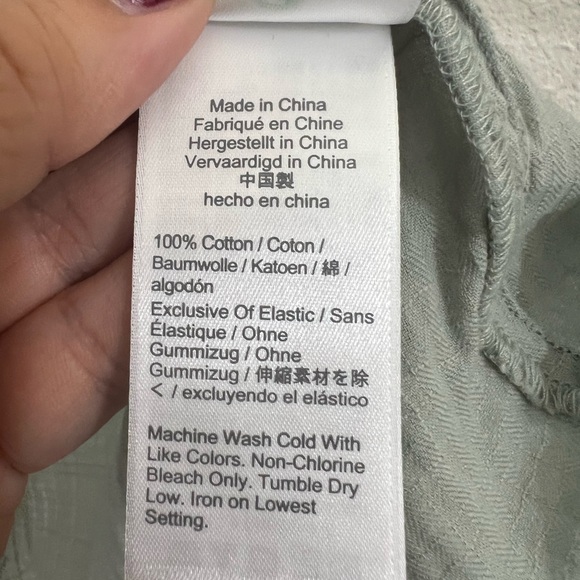 Made in China
Fabriqué en Chine
Hergestellt in China
Vervaardigd in China
中国製
hecho en china
100% Cotton / Coton /
Baumwolle / Katoen / 綿 /
algodón
Exclusive Of Elastic / Sans
Élastique / Ohne
Gummizug / Ohne
Gummizug / 伸縮素材を除
く / excluyendo el elástico
Machine Wash Cold With
Like Colors. Non-Chlorine
Bleach Only. Tumble Dry
Low. Iron on Lowest
Setting.